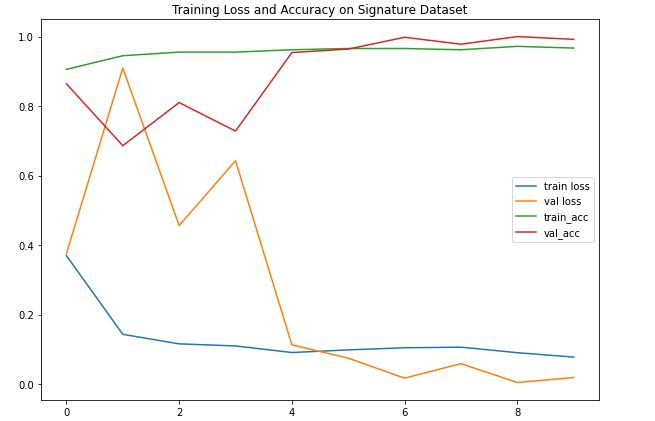 Training Loss and Accuracy on Signature Dataset
1.0
0.8
0.6
0.4
0.2
0.0
train loss
val loss
train_acc
val_acc
0 2 4 6 8